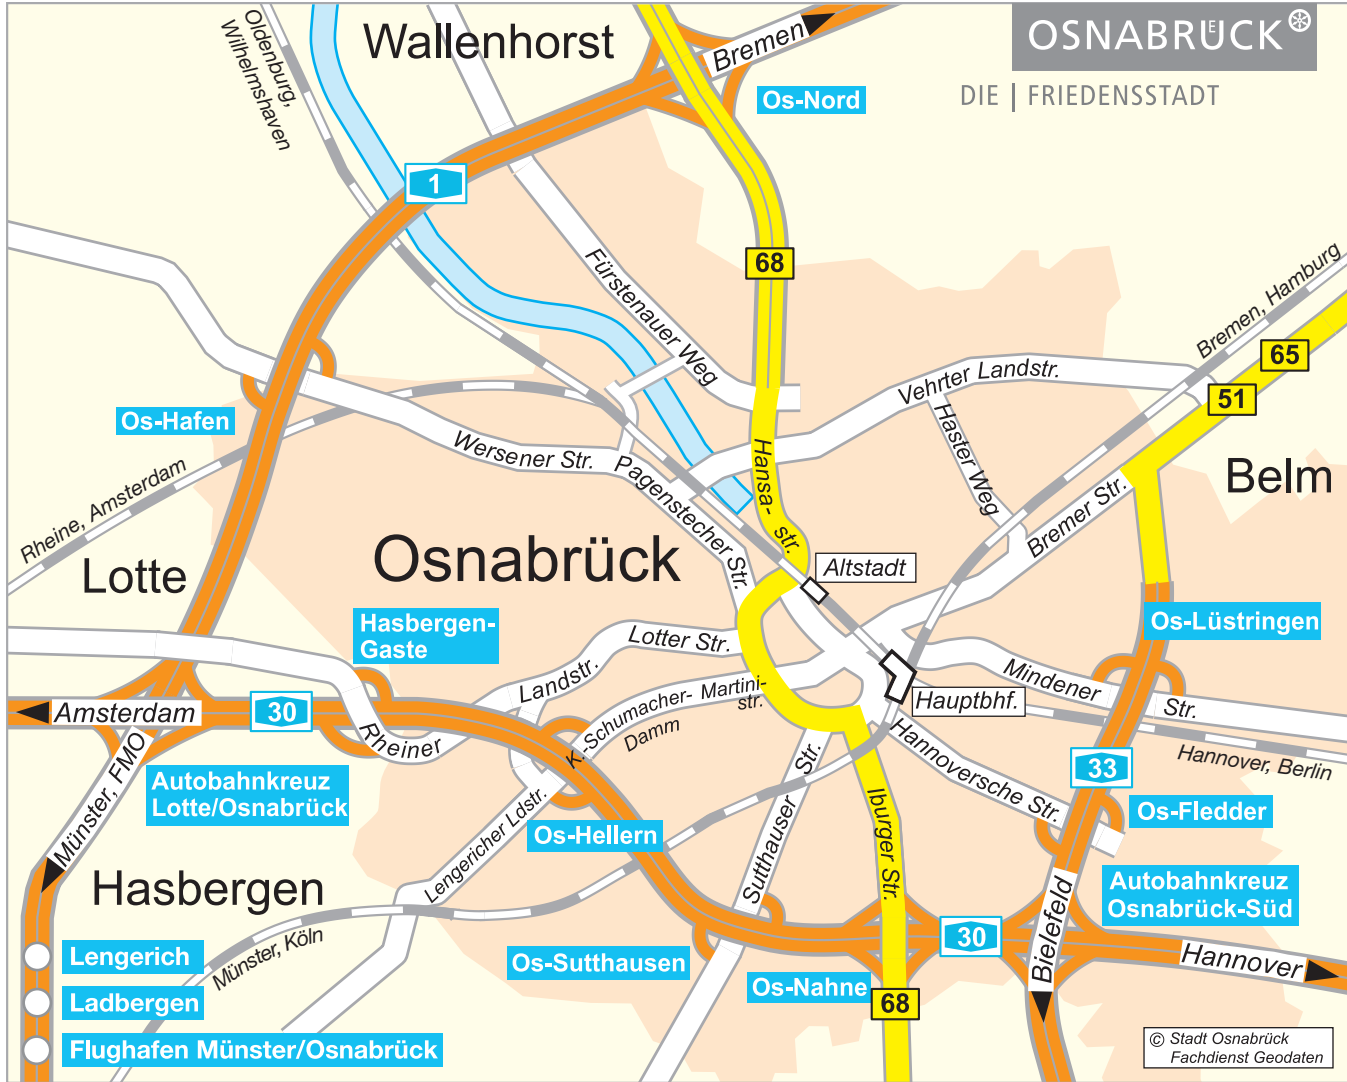 Oldenburg,
Wilhelmshaven
Wallenhorst
Bremen
OSNABRUECK
DIE | FRIEDENSSTADT
Os-Nord
1
68
Fürstenauer Weg
Bremen, Hamburg
65
51
Vehrter Landstr.
Haster Weg
Os-Hafen
Wersener Str.
Pagenstecher Str.
Hansa-
str.
Bremer Str.
Belm
Rheine, Amsterdam
Lotte
Osnabrück
Altstadt
Hasbergen-
Gaste
Lotter Str.
Os-Lüstringen
Landstr.
Martini-
str.
K.-Schumacher-
Damm
Mindener
Str.
Hauptbhf.
Amsterdam
30
Rheiner
Hannoversche Str.
Hannover, Berlin
Münster, FMO
Autobahnkreuz
Lotte/Osnabrück
33
Sutthauser Str.
Iburger Str.
Lengericher Ldstr.
Os-Hellern
Os-Fledder
Hasbergen
Bielefeld
Autobahnkreuz
Osnabrück-Süd
Münster, Köln
Lengerich
Os-Sutthausen
30
Hannover
Os-Nahne
68
Ladbergen
Flughafen Münster/Osnabrück
© Stadt Osnabrück
Fachdienst Geodaten